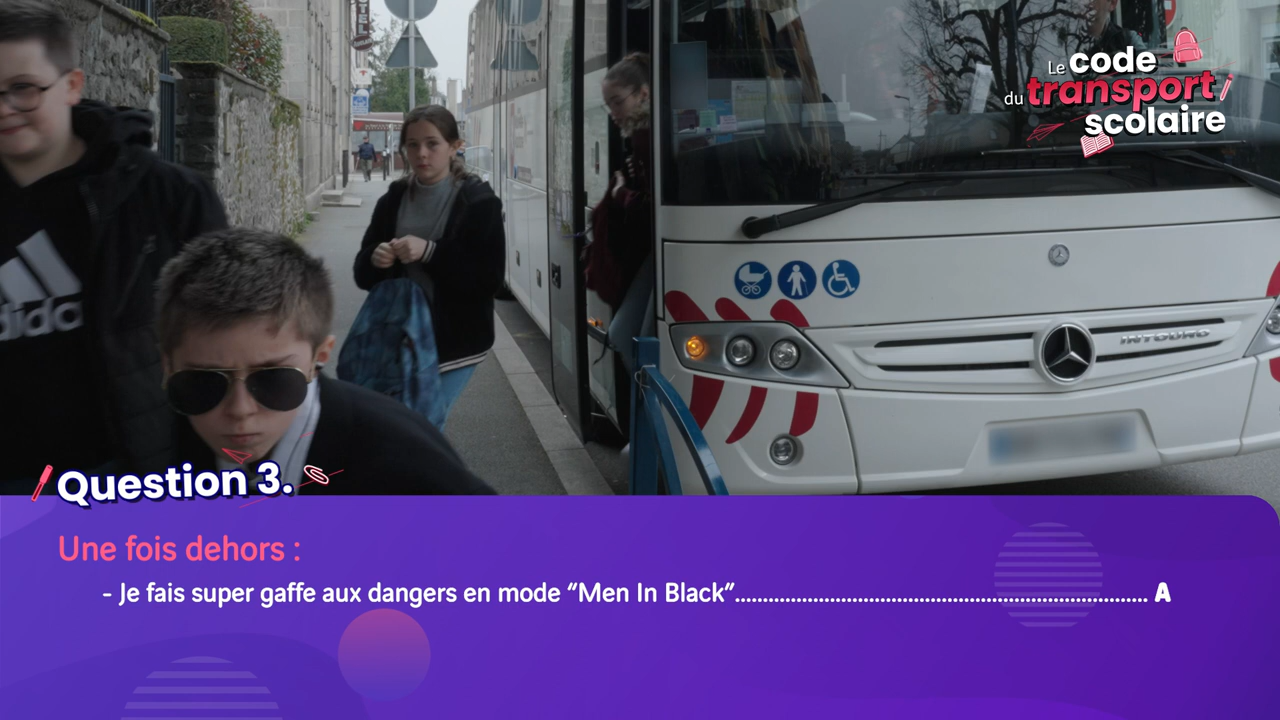 Le code
du transport
scolaire
adidas
INTOURO
Question 3.
Une fois dehors :
- Je fais super gaffe aux dangers en mode “Men In Black”........................................................................... A